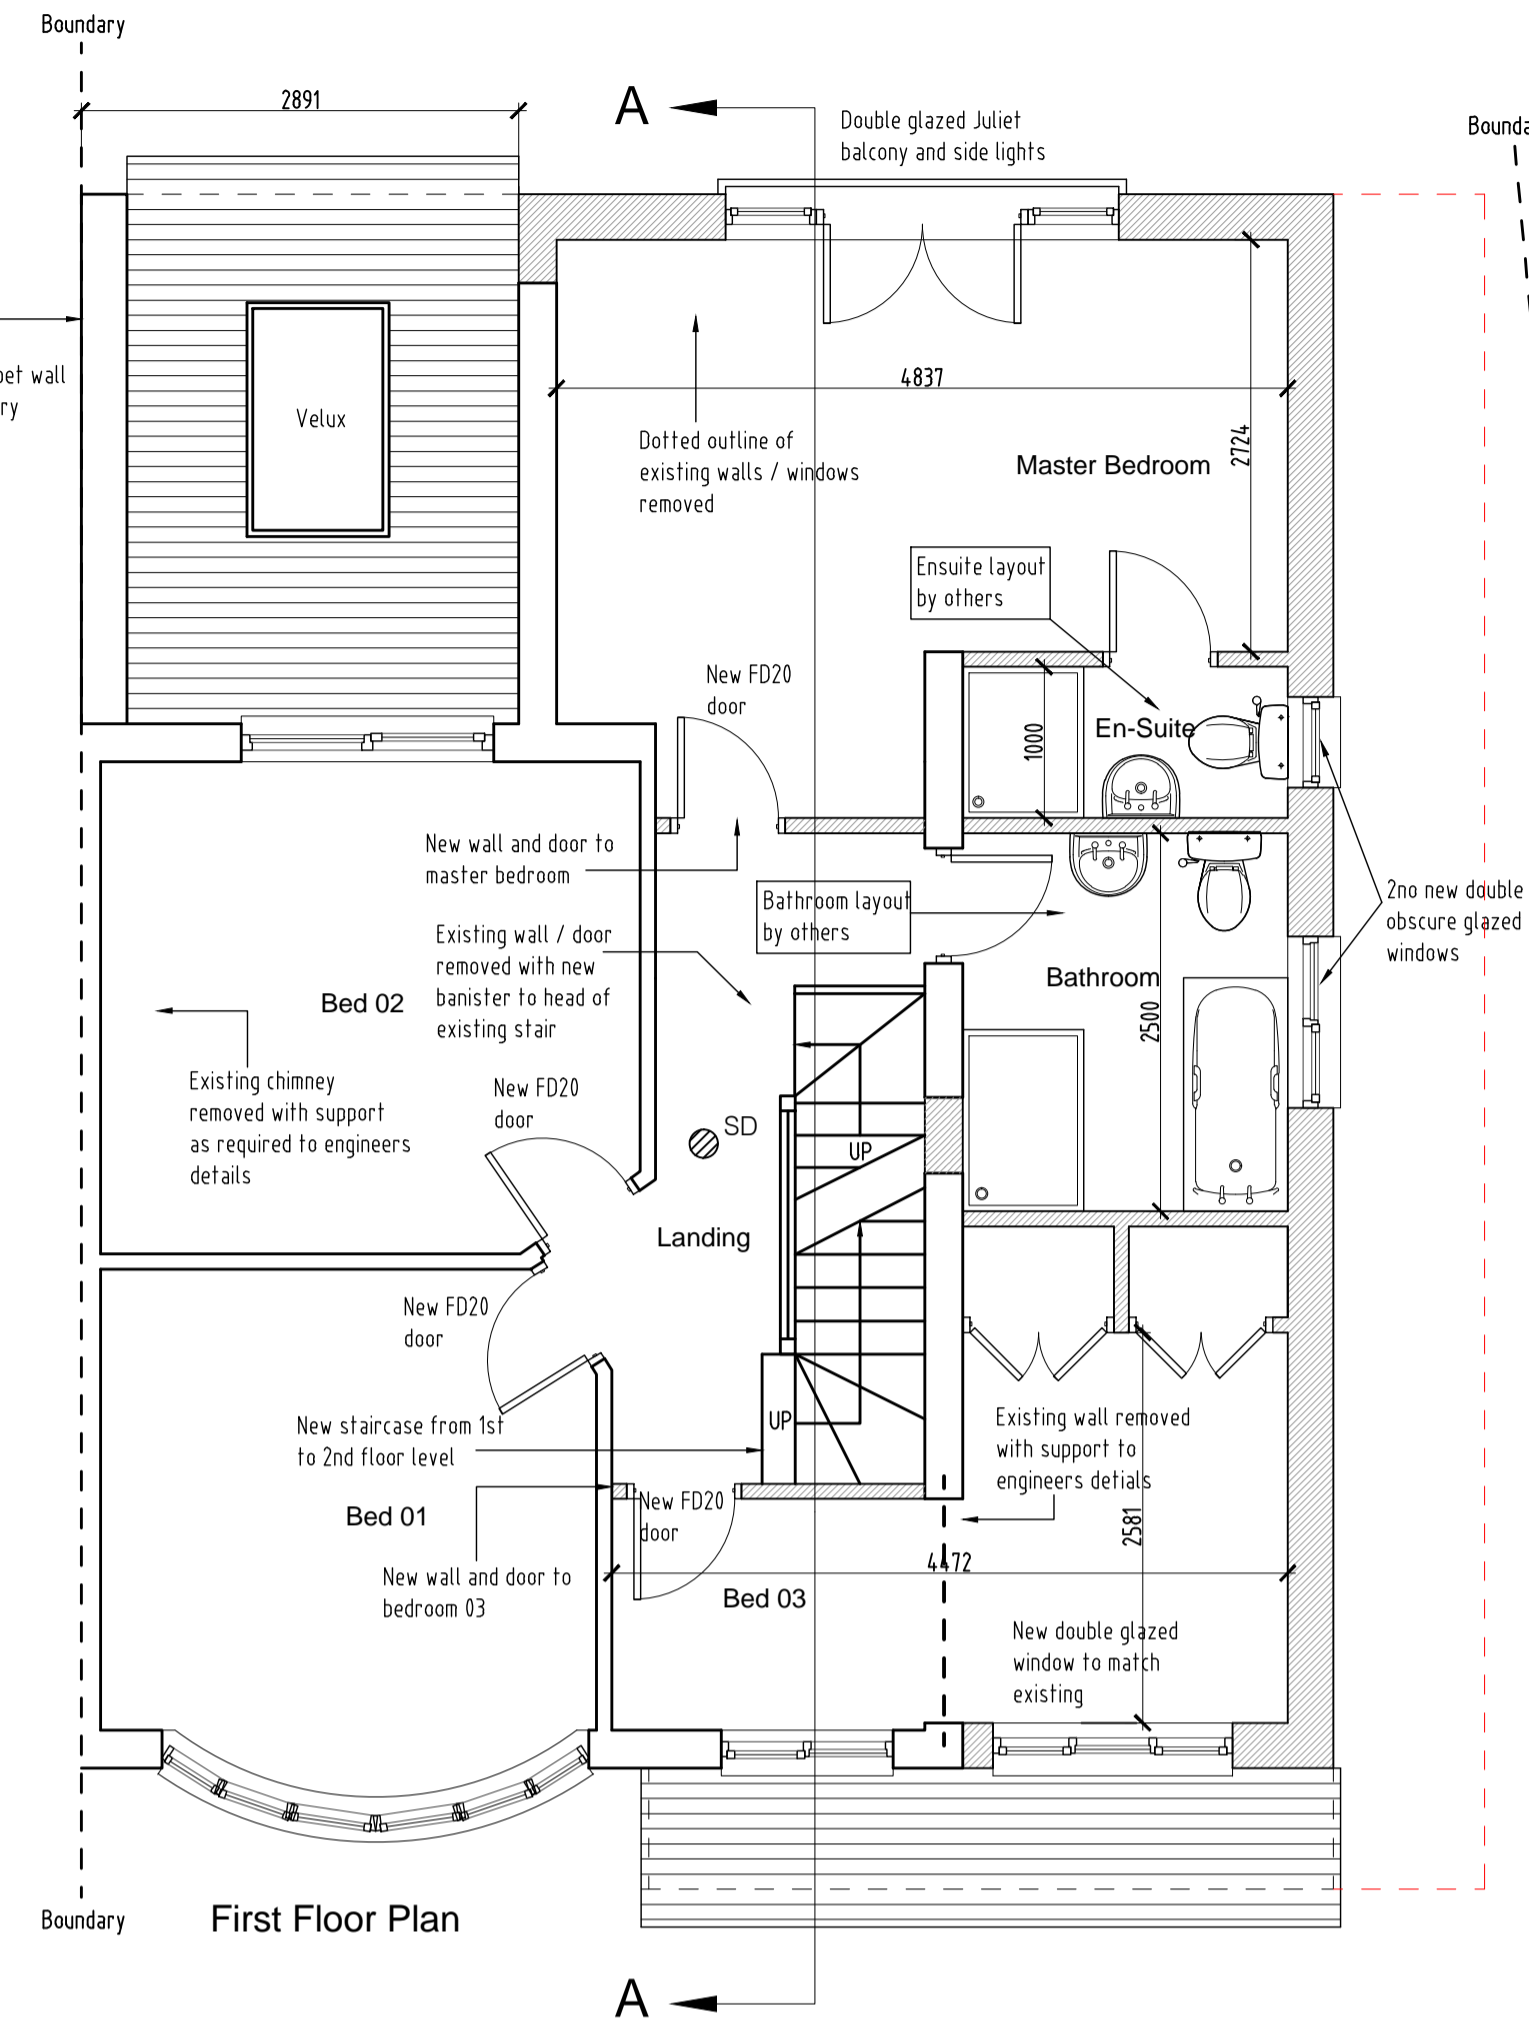 Boundary
2891
A
Double glazed Juliet
balcony and side lights
Bounda
pet wall
ry
Velux
4837
Dotted outline of
existing walls / windows
removed
Master Bedroom
2724
Ensuite layout
by others
New FD20
door
1000
En-Suite
New wall and door to
master bedroom
Bathroom layout
by others
2no new double
obscure glazed
windows
Existing wall / door
removed with new
banister to head of
existing stair
Bed 02
Bathroom
2500
Existing chimney
removed with support
as required to engineers
details
New FD20
door
SD
UP
Landing
New FD20
door
New staircase from 1st
to 2nd floor level
UP
Existing wall removed
with support to
engineers detials
Bed 01
New FD20
door
2581
4472
New wall and door to
bedroom 03
Bed 03
New double glazed
window to match
existing
Boundary
First Floor Plan
A